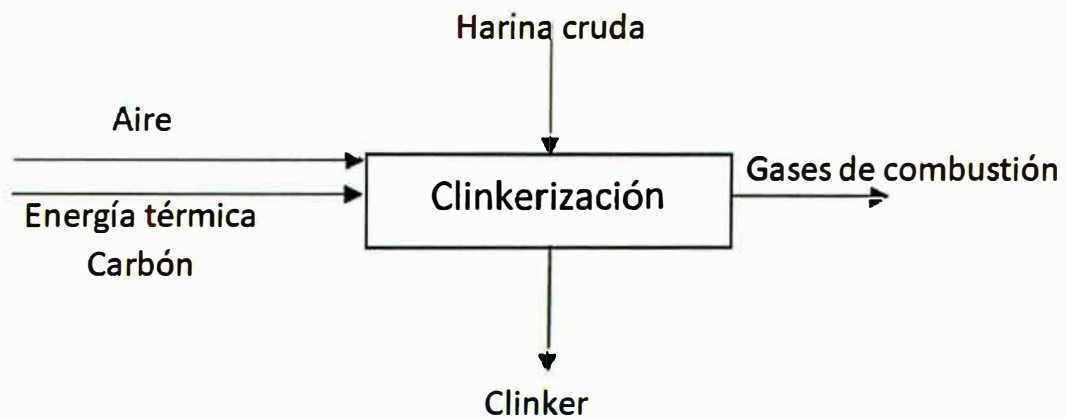 Harina cruda
Aire
Energía térmica
Carbón
Clinkerización
Gases de combustión
Clinker